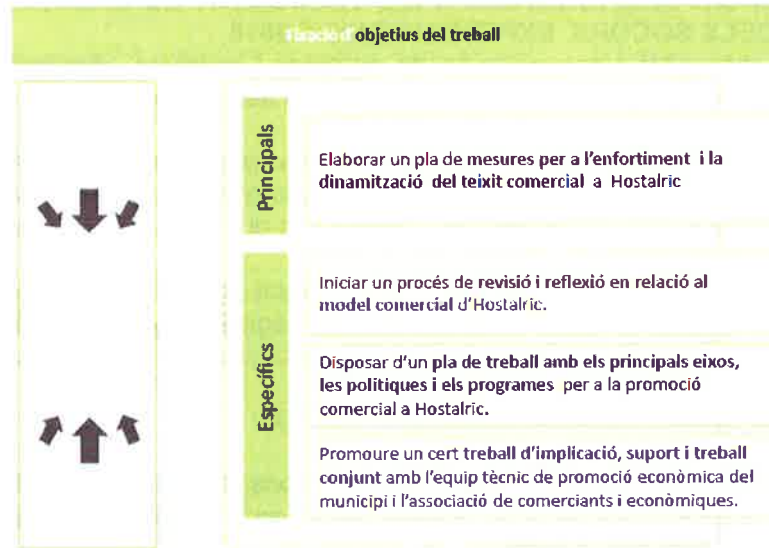 Fixació d'objetius del treball
Principals
Elaborar un pla de mesures per a l'enfortiment i la
dinamització del teixit comercial a Hostalric
Específics
Iniciar un procés de revisió i reflexió en relació al
model comercial d'Hostalric.
Disposar d'un pla de treball amb els principals eixos,
les polítiques i els programes per a la promoció
comercial a Hostalric.
Promoure un cert treball d'implicació, suport i treball
conjunt amb l'equip tècnic de promoció econòmica del
municipi i l'associació de comerciants i econòmiques.